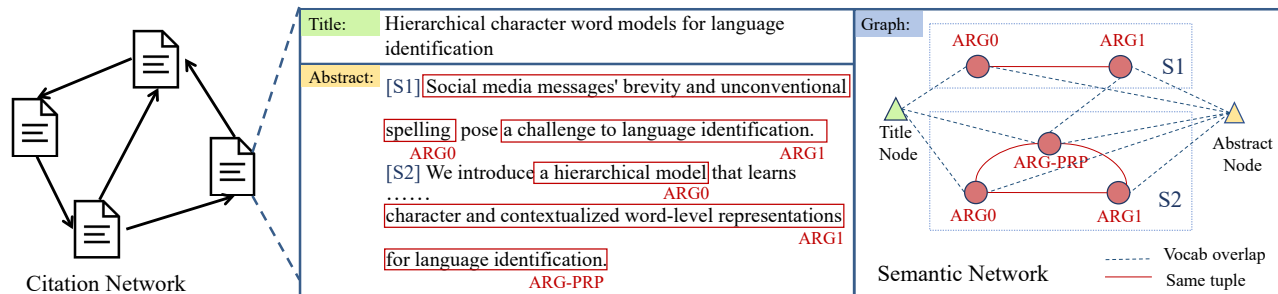 Citation Network
Title:
Hierarchical character word models for language
identification
Abstract:
[S1] Social media messages' brevity and unconventional
spelling pose a challenge to language identification.
ARG0
ARG1
[S2] We introduce a hierarchical model that learns
ARG0
......
character and contextualized word-level representations
ARG1
for language identification.
ARG-PRP
Graph:
ARG0
ARG1
S1
Title
Node
Abstract
Node
ARG-PRP
ARG0
ARG1
S2
Semantic Network
Vocab overlap
Same tuple